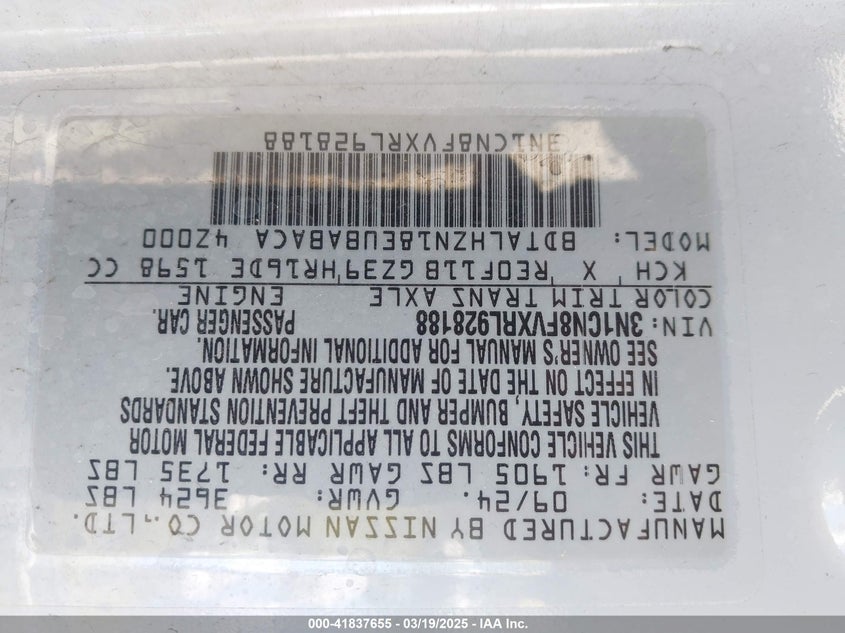 MANUFACTURED BY NISSAN MOTOR CO., LTD.
DATE: 09/24. GVWR: 3624 LBS
GAWR FR: 1905 LBS GAWR RR: 1735 LBS
THIS VEHICLE CONFORMS TO ALL APPLICABLE FEDERAL MOTOR
VEHICLE SAFETY, BUMPER AND THEFT PREVENTION STANDARDS
IN EFFECT ON THE DATE OF MANUFACTURE SHOWN ABOVE.
SEE OWNER'S MANUAL FOR ADDITIONAL INFORMATION.
VIN: 3N1CN8FVXRL928188 PASSENGER CAR.
COLOR TRIM TRANS AXLE ENGINE
KCH X RE0F11B GZ39 HR16DE 1598 CC
MODEL: BDTALHZN18EUBABACA 4Z000
3N1CN8FVXRL928188
000-41837655 - 03/19/2025 - IAA Inc.